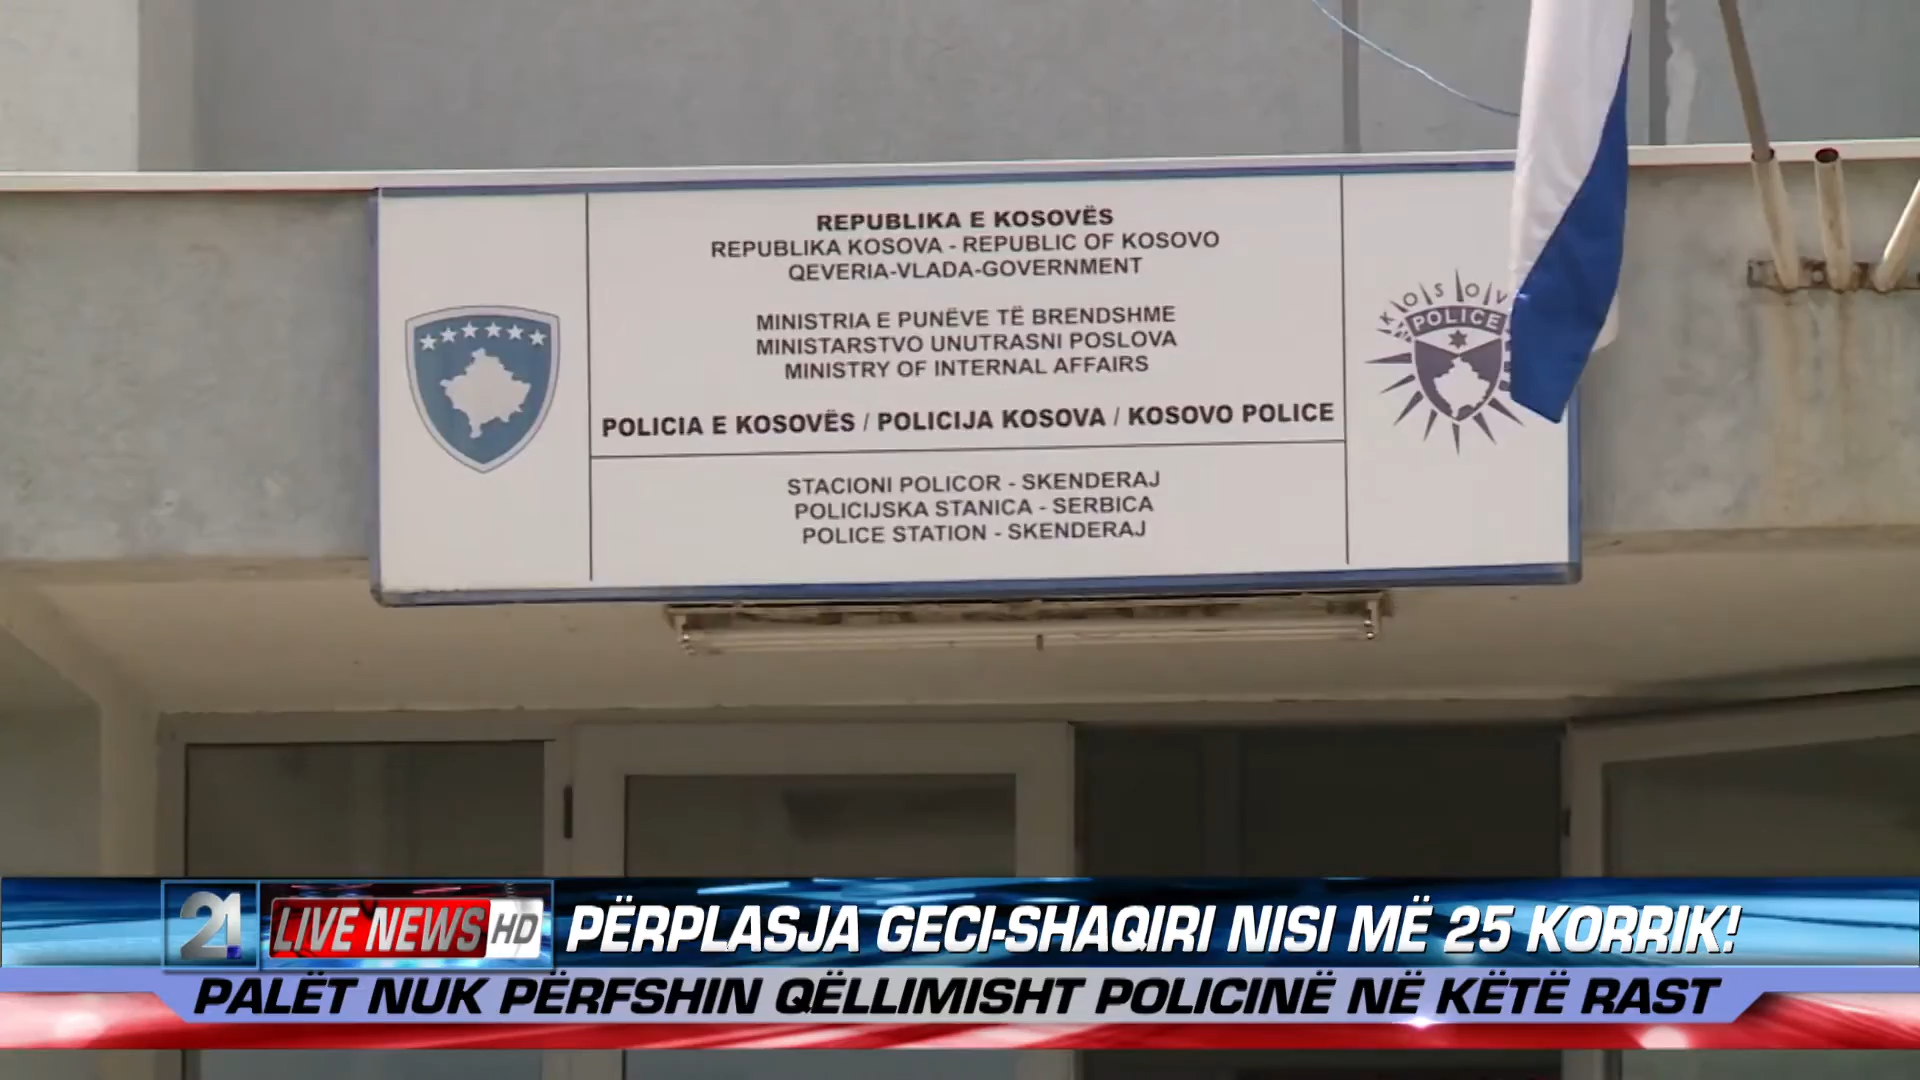 REPUBLIKA E KOSOVËS
REPUBLIKA KOSOVA - REPUBLIC OF KOSOVO
QEVERIA-VLADA-GOVERNMENT
MINISTRIA E PUNËVE TË BRENDSHME
MINISTARSTVO UNUTRASNI POSLOVA
MINISTRY OF INTERNAL AFFAIRS
POLICIA E KOSOVËS / POLICIJA KOSOVA / KOSOVO POLICE
STACIONI POLICOR - SKENDERAJ
POLICIJSKA STANICA - SERBICA
POLICE STATION - SKENDERAJ
POLICE
21 LIVE NEWS HD PËRPLASJA GECI-SHAQIRI NISI MË 25 KORRIK!
PALËT NUK PËRFSHIN QËLLIMISHT POLICINË NË KËTË RAST